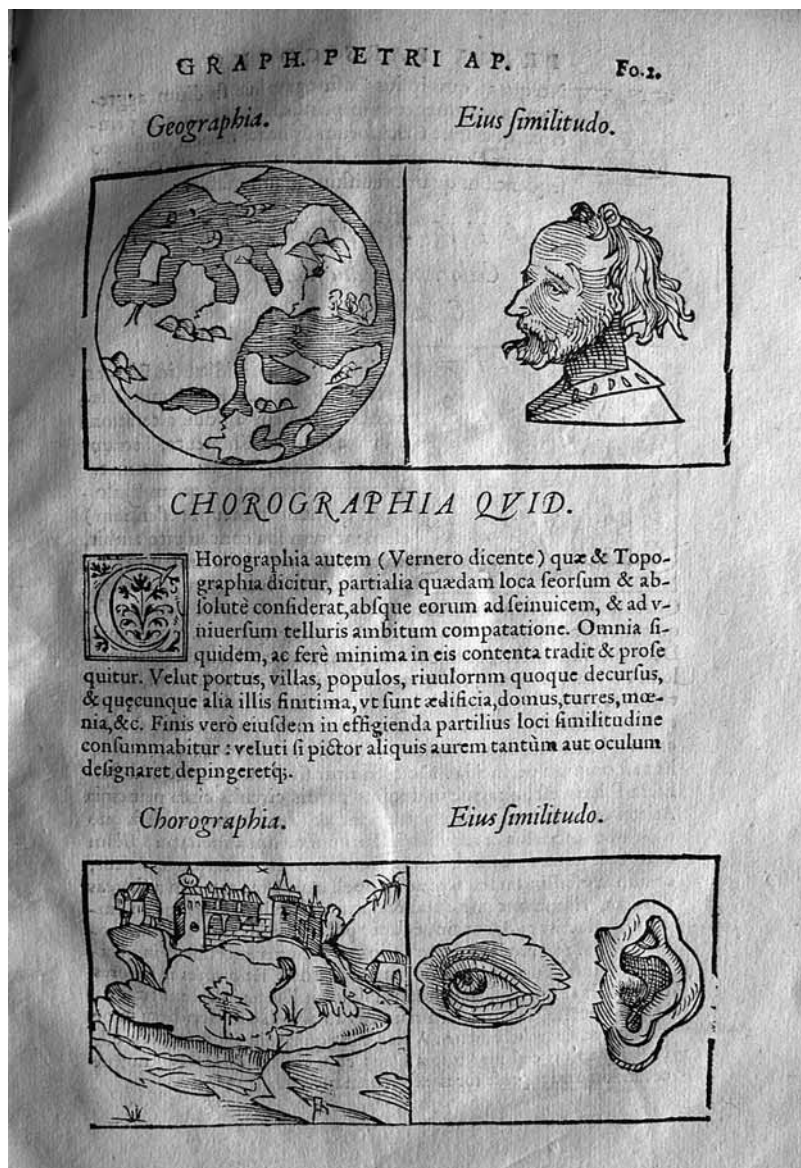 GRAPH. PETRI AP. Fo.2.
Geographia. Eius ſimilitudo.
CHOROGRAPHIA QVID.
CHorographia autem (Vernero dicente) quæ & Topo-
graphia dicitur, partialia quædam loca ſeorſum & ab-
ſolutè conſiderat, abſque eorum ad ſeinuicem, & ad v-
niuerſum telluris ambitum compatatione. Omnia ſi-
quidem, ac ferè minima in eis contenta tradit & proſe
quitur. Velut portus, villas, populos, riuulornm quoque decurſus,
& quęcunque alia illis finitima, vt ſunt ædificia, domus, turres, mœ-
nia, &c. Finis verò eiuſdem in effigienda partilius loci ſimilitudine
conſummabitur : veluti ſi pictor aliquis aurem tantùm aut oculum
deſignaret depingeretq́;.
Chorographia. Eius ſimilitudo.